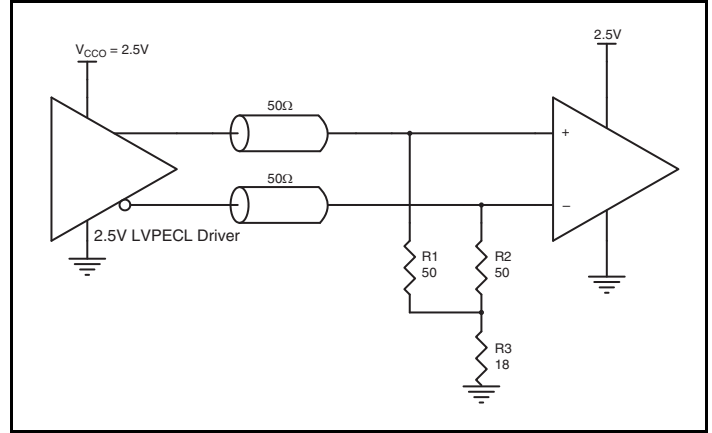 V_CCO = 2.5V
2.5V
50Ω
50Ω
+
−
2.5V LVPECL Driver
R1
50
R2
50
R3
18